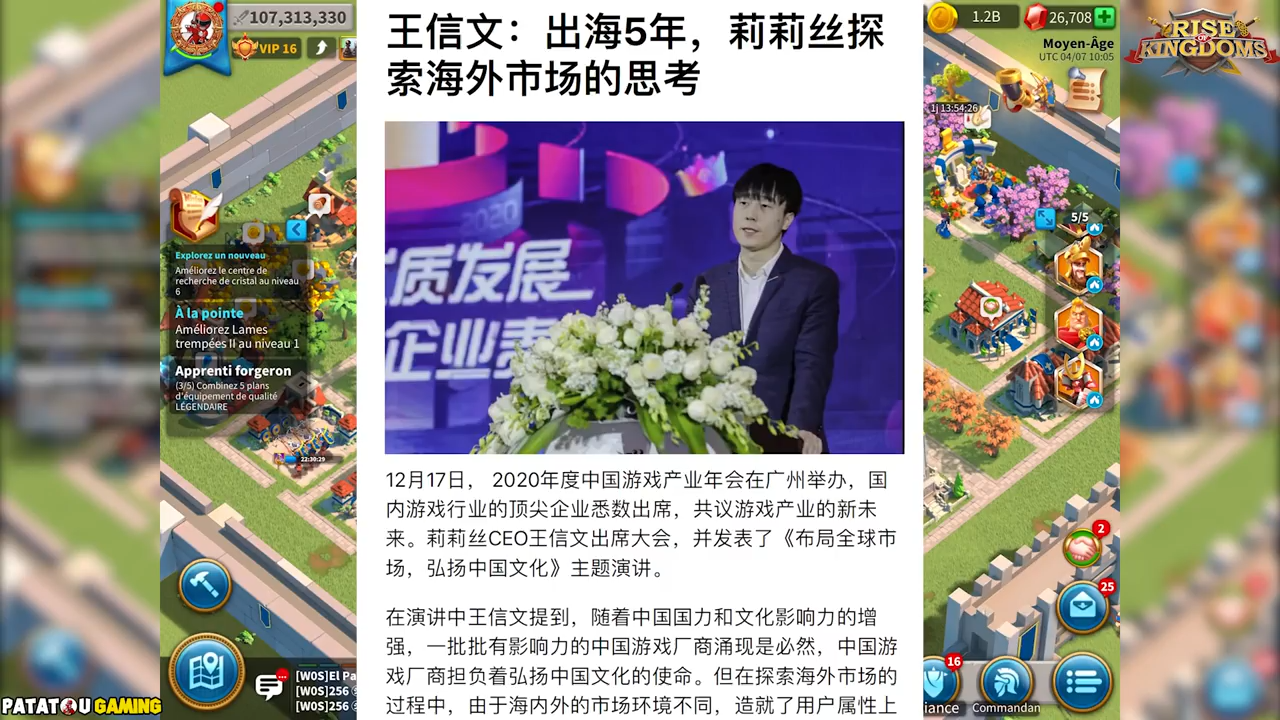 107,313,330
VIP 16
Explorez un nouveau
Améliorez le centre de
recherche de cristal au niveau
6
À la pointe
Améliorez Lames
trempées II au niveau 1
Apprenti forgeron
(3/5) Combinez 5 plans
d'équipement de qualité
LÉGENDAIRE
22:30:29
[W0S]El Pa
[W0S]256
[W0S]256
PATATOU GAMING
王信文：出海5年，莉莉丝探
索海外市场的思考
2020
质发展
企业责
12月17日， 2020年度中国游戏产业年会在广州举办，国
内游戏行业的顶尖企业悉数出席，共议游戏产业的新未
来。莉莉丝CEO王信文出席大会，并发表了《布局全球市
场，弘扬中国文化》主题演讲。
在演讲中王信文提到，随着中国国力和文化影响力的增
强，一批批有影响力的中国游戏厂商涌现是必然，中国游
戏厂商担负着弘扬中国文化的使命。但在探索海外市场的
过程中，由于海内外的市场环境不同，造就了用户属性上
1.2B
26,708
Moyen-Âge
UTC 04/07 10:05
1j 13:54:26
5/5
2
25
16
iance
Commandan
RISE OF KINGDOMS